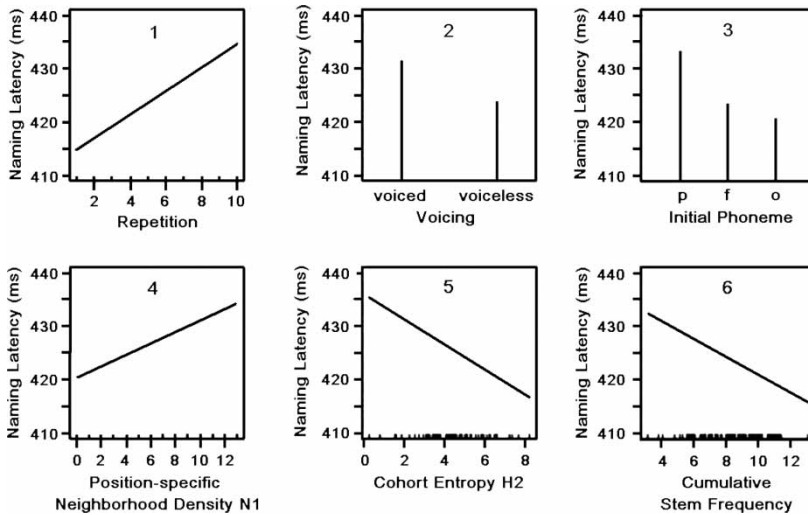 440
430
420
410
Naming Latency (ms)
1
2 4 6 8 10
Repetition
440
430
420
410
Naming Latency (ms)
2
voiced voiceless
Voicing
440
430
420
410
Naming Latency (ms)
3
p f o
Initial Phoneme
440
430
420
410
Naming Latency (ms)
4
0 2 4 6 8 10 12
Position-specific
Neighborhood Density N1
440
430
420
410
Naming Latency (ms)
5
0 2 4 6 8
Cohort Entropy H2
440
430
420
410
Naming Latency (ms)
6
4 6 8 10 12
Cumulative
Stem Frequency